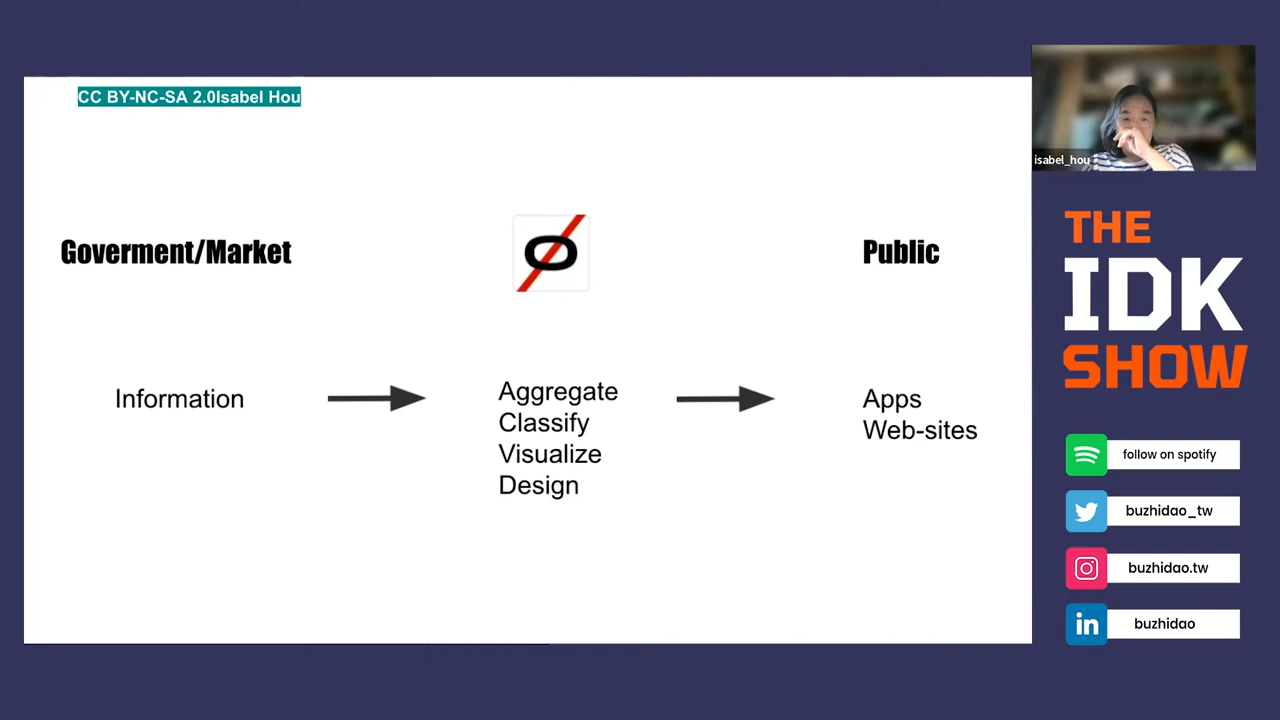 CC BY-NC-SA 2.0Isabel Hou
Goverment/Market
Public
Information
Aggregate
Classify
Visualize
Design
Apps
Web-sites
isabel_hou
THE
IDK
SHOW
follow on spotify
buzhidao_tw
buzhidao.tw
in
buzhidao